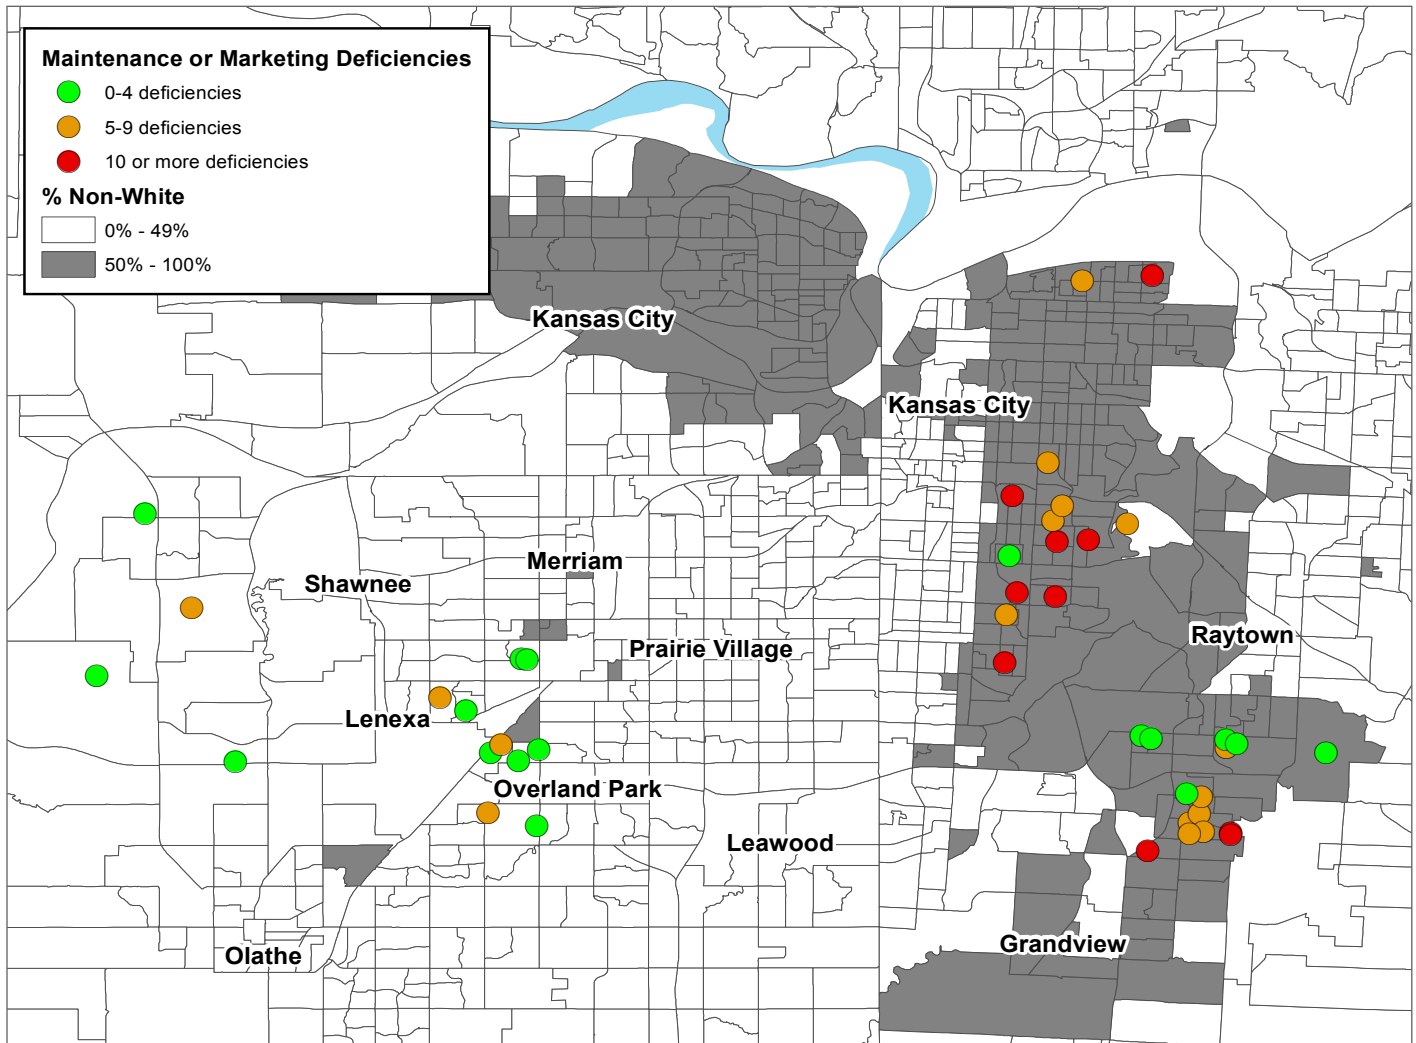 Maintenance or Marketing Deficiencies
0-4 deficiencies
5-9 deficiencies
10 or more deficiencies
% Non-White
0% - 49%
50% - 100%
Kansas City
Kansas City
Merriam
Shawnee
Raytown
Prairie Village
Lenexa
Overland Park
Leawood
Grandview
Olathe